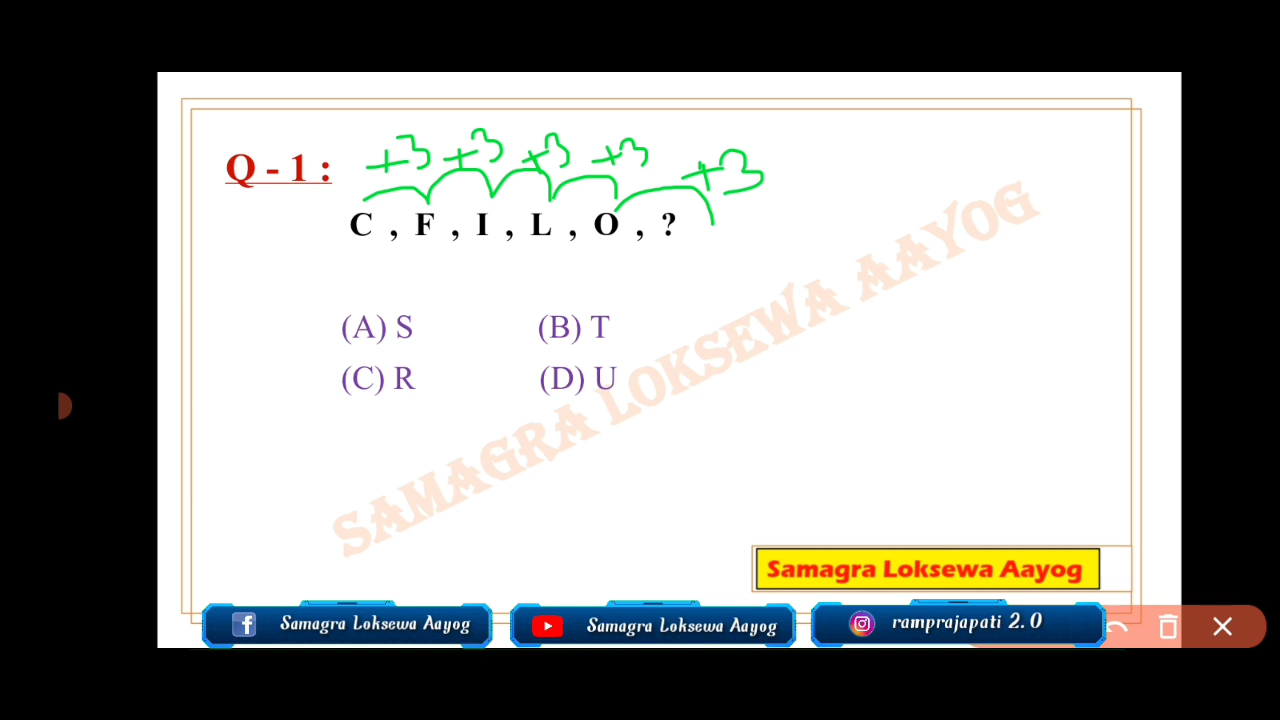 +3 +3 +3 +3 +3
Q - 1 :
C , F , I , L , O , ?
(A) S (B) T
(C) R (D) U
SAMAGRA LOKSEWA AAYOG
Samagra Loksewa Aayog
Samagra Loksewa Aayog Samagra Loksewa Aayog ramprajapati 2.0